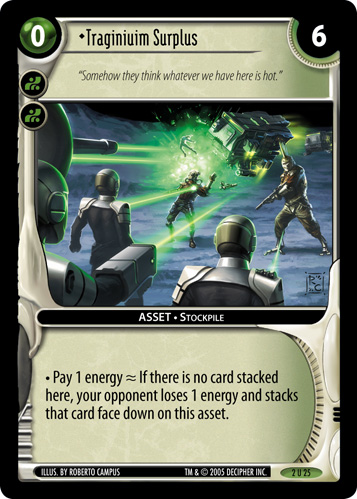 0
•Traginiuim Surplus
6
"Somehow they think whatever we have here is hot."
ASSET • STOCKPILE
• Pay 1 energy ≈ If there is no card stacked
here, your opponent loses 1 energy and stacks
that card face down on this asset.
ILLUS. BY ROBERTO CAMPUS TM & © 2005 DECIPHER INC. 2 U 25